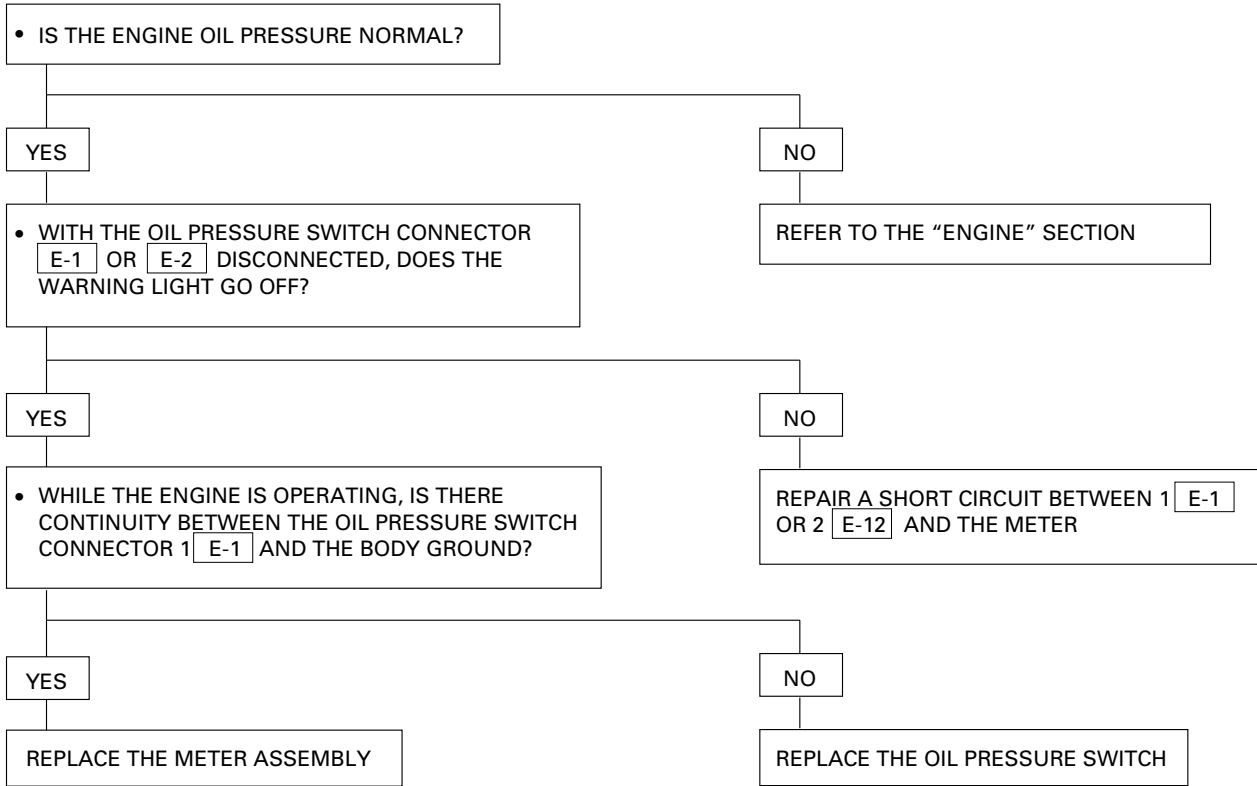 • IS THE ENGINE OIL PRESSURE NORMAL?
YES
NO
• WITH THE OIL PRESSURE SWITCH CONNECTOR
E-1 OR E-2 DISCONNECTED, DOES THE
WARNING LIGHT GO OFF?
REFER TO THE “ENGINE” SECTION
YES
NO
• WHILE THE ENGINE IS OPERATING, IS THERE
CONTINUITY BETWEEN THE OIL PRESSURE SWITCH
CONNECTOR 1 E-1 AND THE BODY GROUND?
REPAIR A SHORT CIRCUIT BETWEEN 1 E-1
OR 2 E-12 AND THE METER
YES
NO
REPLACE THE METER ASSEMBLY
REPLACE THE OIL PRESSURE SWITCH